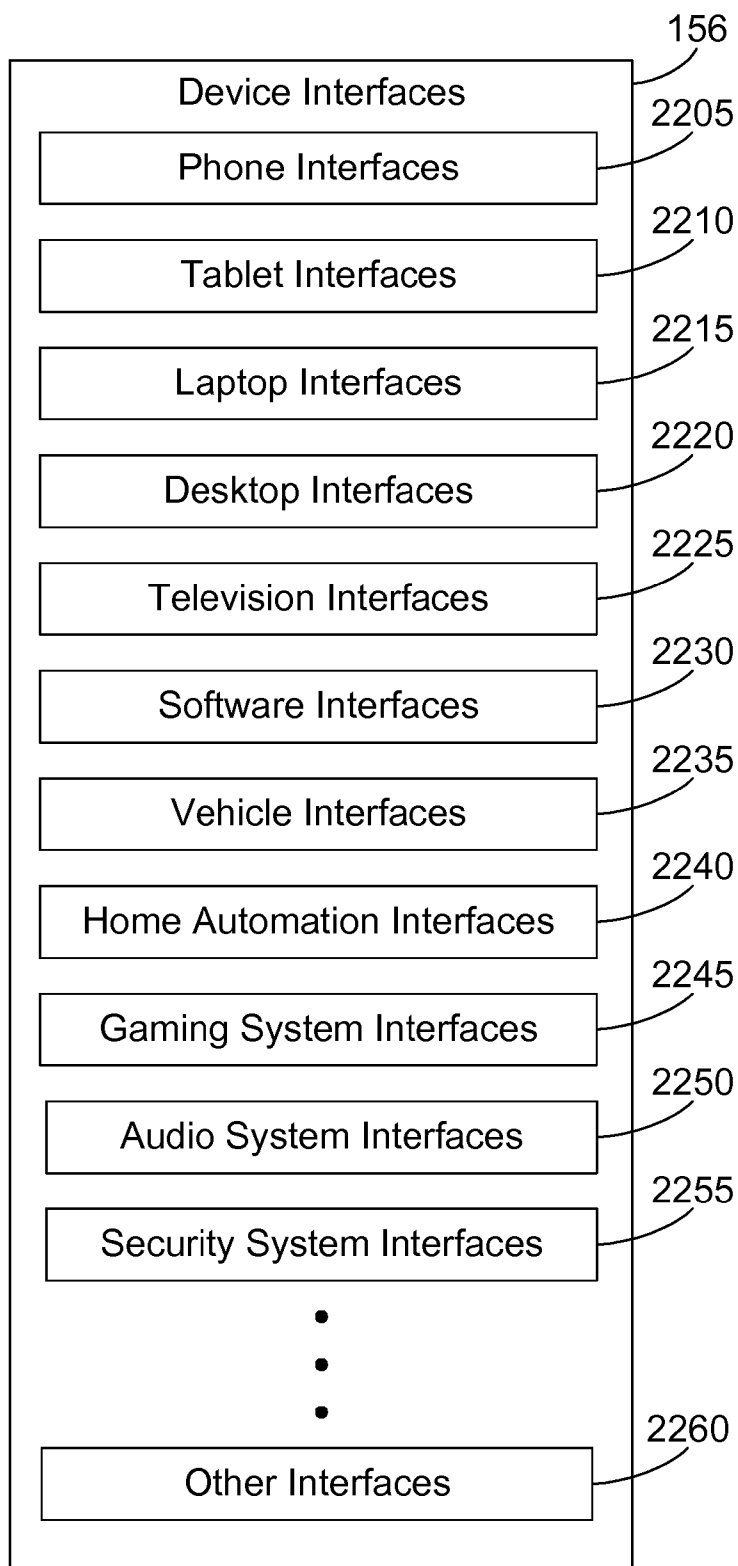 156
Device Interfaces
2205
Phone Interfaces
2210
Tablet Interfaces
2215
Laptop Interfaces
2220
Desktop Interfaces
2225
Television Interfaces
2230
Software Interfaces
2235
Vehicle Interfaces
2240
Home Automation Interfaces
2245
Gaming System Interfaces
2250
Audio System Interfaces
2255
Security System Interfaces
2260
Other Interfaces